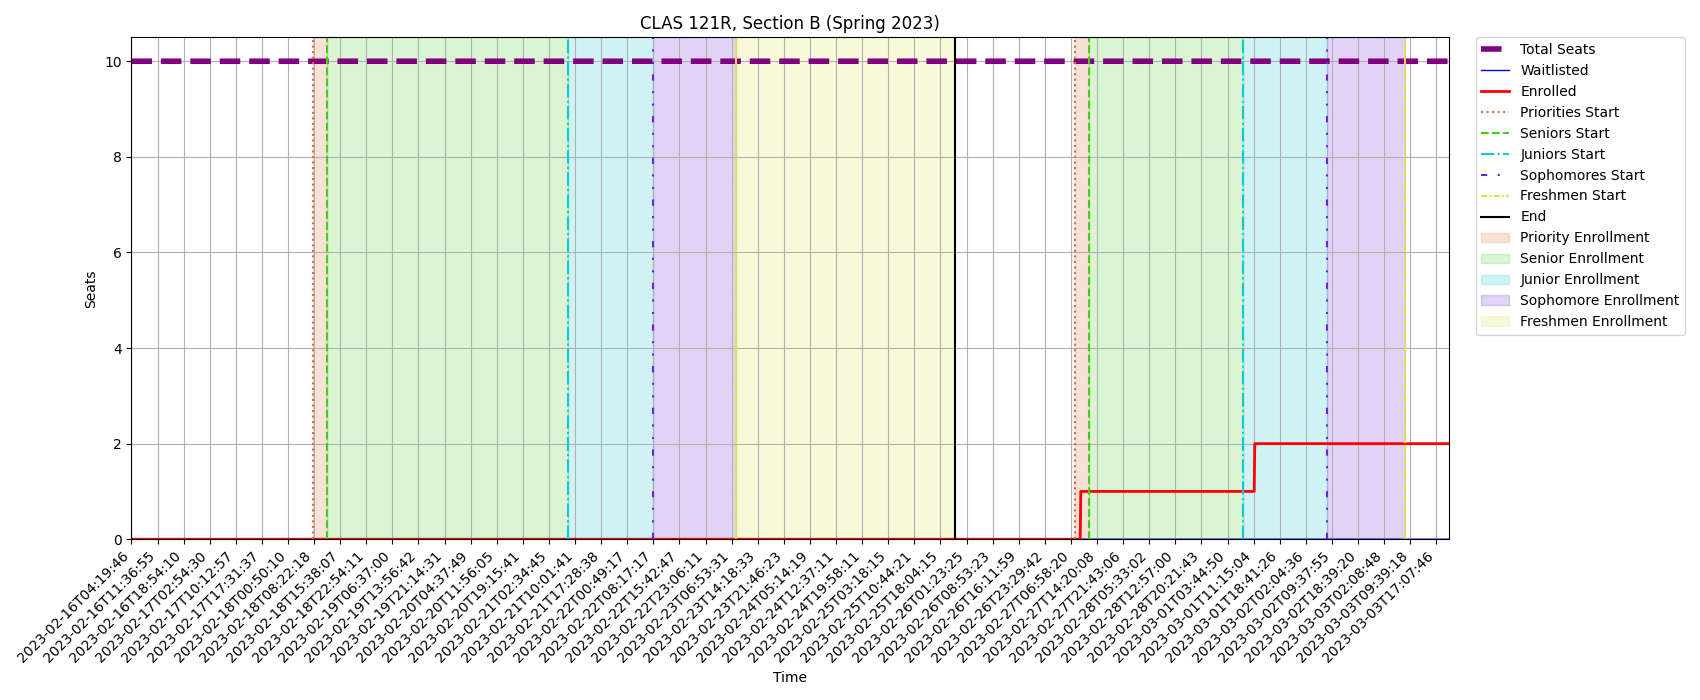 CLAS 121R, Section B (Spring 2023)
Seats
10
8
6
4
2
0
2023-02-16T04:19:46
2023-02-16T11:36:55
2023-02-16T18:54:10
2023-02-17T02:54:30
2023-02-17T10:12:57
2023-02-17T17:31:37
2023-02-18T00:50:10
2023-02-18T08:22:18
2023-02-18T15:38:07
2023-02-18T22:54:11
2023-02-19T06:37:00
2023-02-19T13:56:42
2023-02-19T21:14:31
2023-02-20T04:37:49
2023-02-20T11:56:05
2023-02-20T19:15:41
2023-02-21T02:34:45
2023-02-21T10:01:41
2023-02-21T17:28:38
2023-02-22T00:49:17
2023-02-22T08:17:17
2023-02-22T15:42:47
2023-02-22T23:06:11
2023-02-23T06:53:31
2023-02-23T14:18:33
2023-02-23T21:46:23
2023-02-24T05:14:19
2023-02-24T12:37:11
2023-02-24T19:58:11
2023-02-25T03:18:15
2023-02-25T10:44:21
2023-02-25T18:04:15
2023-02-26T01:23:25
2023-02-26T08:53:23
2023-02-26T16:11:59
2023-02-26T23:29:42
2023-02-27T06:58:20
2023-02-27T14:20:08
2023-02-27T21:43:06
2023-02-28T05:33:02
2023-02-28T12:57:00
2023-02-28T20:21:43
2023-03-01T03:44:50
2023-03-01T11:15:04
2023-03-01T18:41:26
2023-03-02T02:04:36
2023-03-02T09:37:55
2023-03-02T18:39:20
2023-03-03T02:08:48
2023-03-03T09:39:18
2023-03-03T17:07:46
Time
Total Seats
Waitlisted
Enrolled
Priorities Start
Seniors Start
Juniors Start
Sophomores Start
Freshmen Start
End
Priority Enrollment
Senior Enrollment
Junior Enrollment
Sophomore Enrollment
Freshmen Enrollment